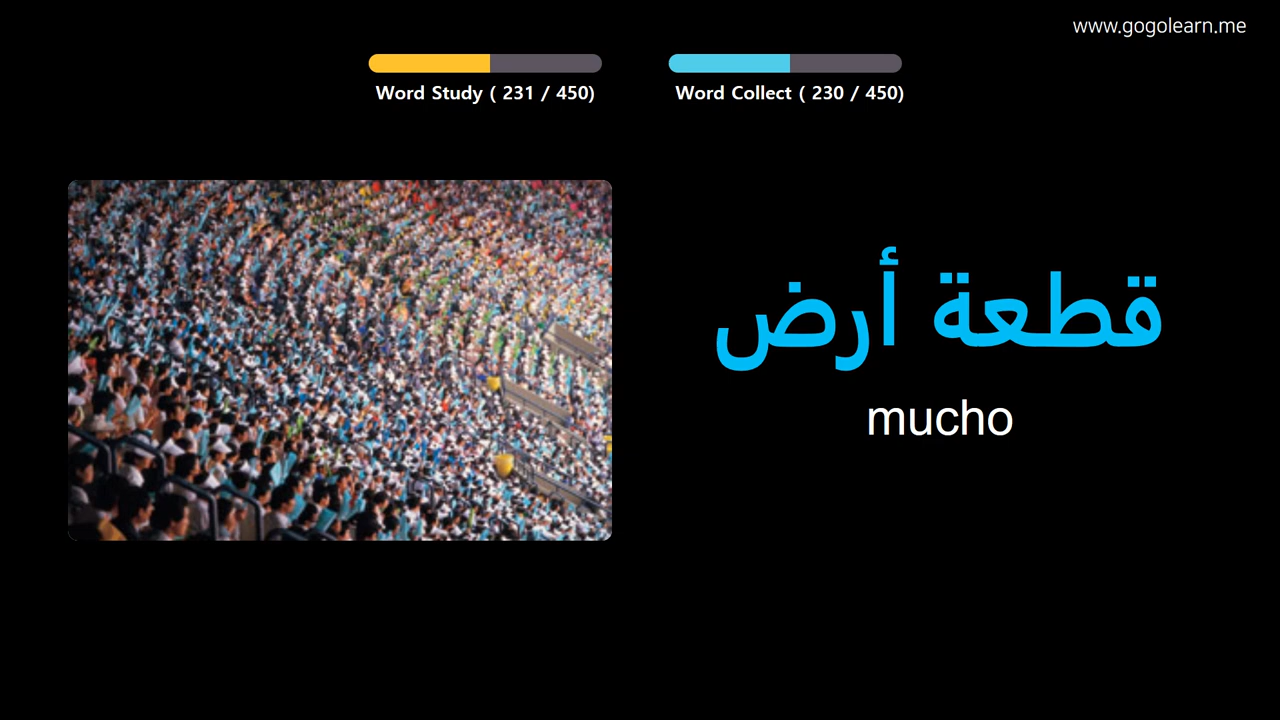 www.gogolearn.me
Word Study ( 231 / 450)
Word Collect ( 230 / 450)
قطعة أرض
mucho